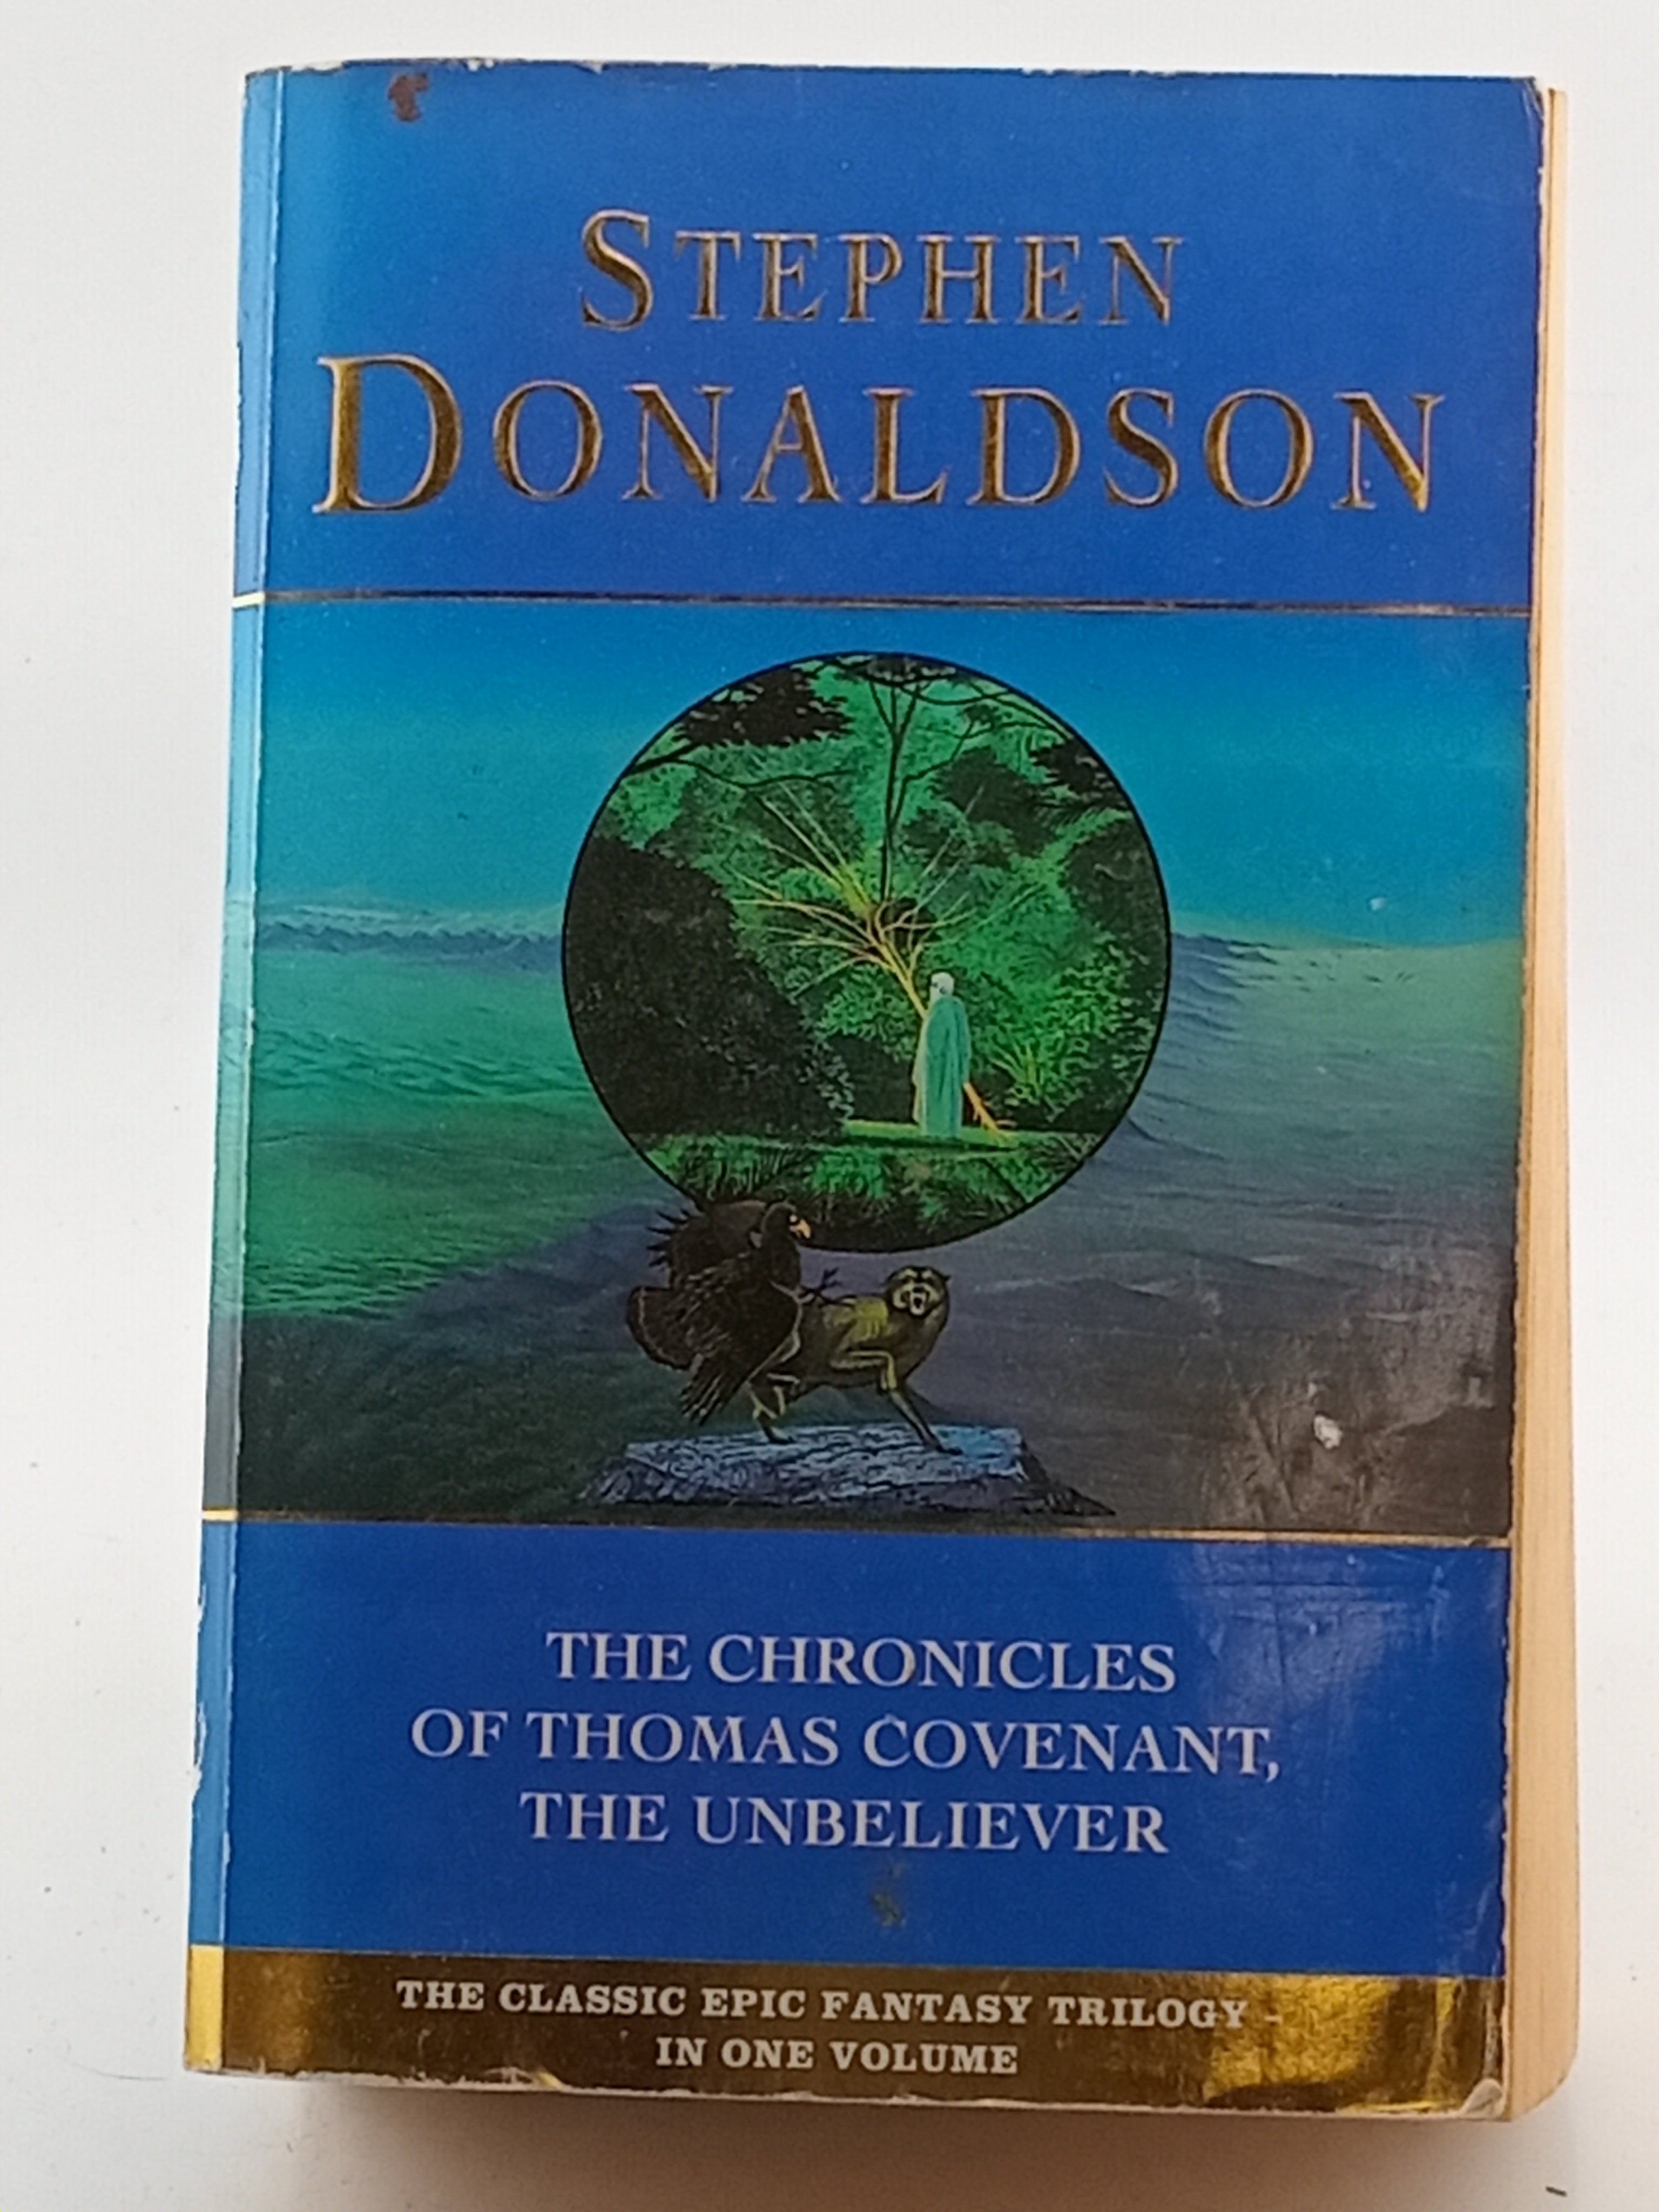 STEPHEN
DONALDSON
THE CHRONICLES
OF THOMAS COVENANT,
THE UNBELIEVER
THE CLASSIC EPIC FANTASY TRILOGY –
IN ONE VOLUME